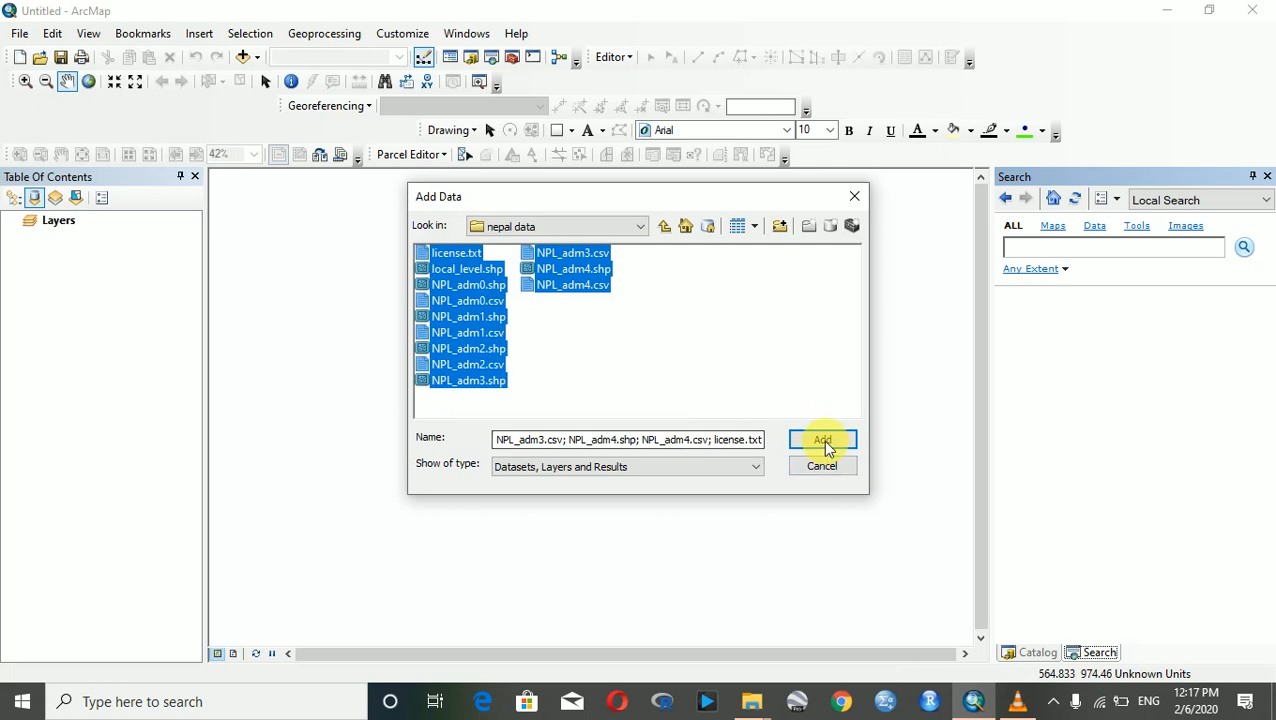 Untitled - ArcMap
File Edit View Bookmarks Insert Selection Geoprocessing Customize Windows Help
Editor
Georeferencing
Drawing Arial 10 B I U A
42% Parcel Editor
Table Of Contents
Layers
Add Data
Look in: nepal data
license.txt
local_level.shp
NPL_adm0.shp
NPL_adm0.csv
NPL_adm1.shp
NPL_adm1.csv
NPL_adm2.shp
NPL_adm2.csv
NPL_adm3.shp
NPL_adm3.csv
NPL_adm4.shp
NPL_adm4.csv
Name: NPL_adm3.csv; NPL_adm4.shp; NPL_adm4.csv; license.txt Add
Show of type: Datasets, Layers and Results Cancel
Search
Local Search
ALL Maps Data Tools Images
Any Extent
Catalog Search
564.833 974.46 Unknown Units
Type here to search
ENG
12:17 PM
2/6/2020